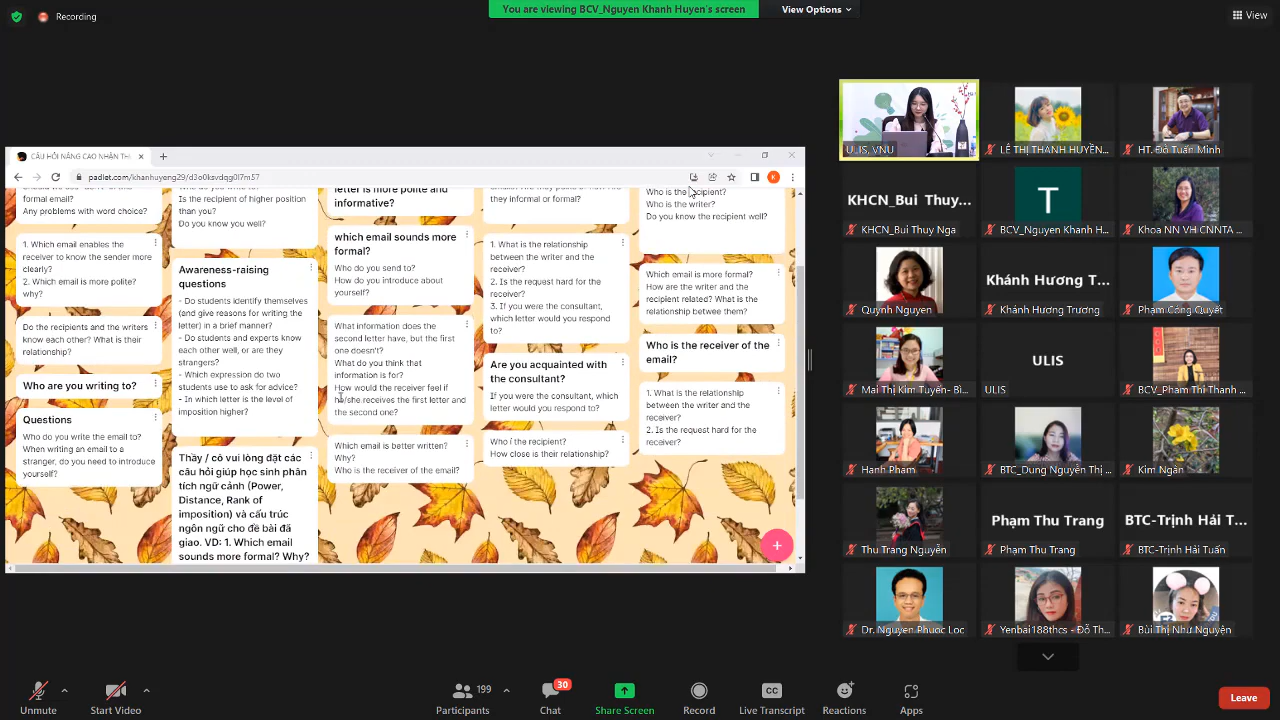 Recording
You are viewing BCV_Nguyen Khanh Huyen's screen
View Options
View
CÂU HỎI NÂNG CAO NHẬN TH
padlet.com/khanhuyeng29/d3o0ksvdqg0l7m57
formal email?
Any problems with word choice?
1. Which email enables the
receiver to know the sender more
clearly?
2. Which email is more polite?
why?
Do the recipients and the writers
know each other? What is their
relationship?
Who are you writing to?
Questions
Who do you write the email to?
When writing an email to a
stranger, do you need to introduce
yourself?
Is the recipient of higher position
than you?
Do you know you well?
Awareness-raising
questions
- Do students identify themselves
(and give reasons for writing the
letter) in a brief manner?
- Do students and experts know
each other well, or are they
strangers?
- Which expression do two
students use to ask for advice?
- In which letter is the level of
imposition higher?
Thầy / cô vui lòng đặt các
câu hỏi giúp học sinh phân
tích ngữ cảnh (Power,
Distance, Rank of
imposition) và cấu trúc
ngôn ngữ cho đề bài đã
giao. VD: 1. Which email
sounds more formal? Why?
letter is more polite and
informative?
which email sounds more
formal?
Who do you send to?
How do you introduce about
yourself?
What information does the
second letter have, but the first
one doesn't?
What do you think that
information is for?
How would the receiver feel if
he/she receives the first letter and
the second one?
Which email is better written?
Why?
Who is the receiver of the email?
they informal or formal?
1. What is the relationship
between the writer and the
receiver?
2. Is the request hard for the
receiver?
3. If you were the consultant,
which letter would you respond
to?
Are you acquainted with
the consultant?
If you were the consultant, which
letter would you respond to?
Who í the recipient?
How close is their relationship?
Who is the recipient?
Who is the writer?
Do you know the recipient well?
Which email is more formal?
How are the writer and the
recipient related? What is the
relationship betwee them?
Who is the receiver of the
email?
1. What is the relationship
between the writer and the
receiver?
2. Is the request hard for the
receiver?
ULIS, VNU
LÊ THỊ THANH HUYỀN...
HT. Đỗ Tuấn Minh
KHCN_Bui Thuy...
KHCN_Bui Thuy Nga
T
BCV_Nguyen Khanh H...
Khoa NN VH CNNTA ...
Quỳnh Nguyen
Khánh Hương T...
Khánh Hương Trương
Phạm Công Quyết
Mai Thị Kim Tuyến- Bì...
ULIS
ULIS
BCV_Pham Thi Thanh...
Hanh Pham
BTC_Dung Nguyễn Thị ...
Kim Ngân
Thu Trang Nguyễn
Phạm Thu Trang
Phạm Thu Trang
BTC-Trịnh Hải T...
BTC-Trịnh Hải Tuấn
Dr. Nguyen Phuoc Loc
Yenbai188thcs - Đỗ Th...
Bùi Thị Như Nguyện
Unmute
Start Video
199
Participants
30
Chat
Share Screen
Record
CC
Live Transcript
Reactions
Apps
Leave